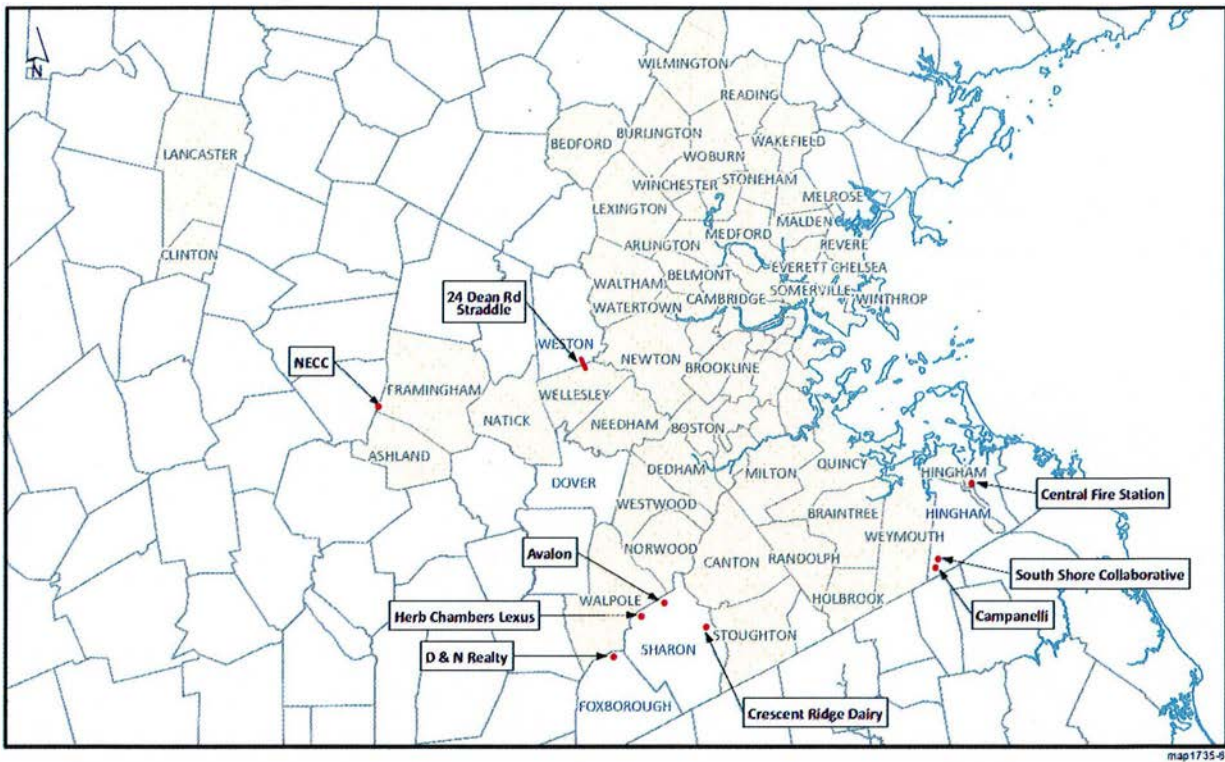 N
WILMINGTON
READING
BURLINGTON
BEDFORD
WAKEFIELD
LANCASTER
WOBURN
WINCHESTER
STONEHAM
MELROSE
LEXINGTON
MALDEN
MEDFORD
ARLINGTON
REVERE
CLINTON
BELMONT
EVERETT
CHELSEA
WALTHAM
SOMERVILLE
CAMBRIDGE
WINTHROP
24 Dean Rd
Straddle
WATERTOWN
WESTON
NEWTON
NECC
BROOKLINE
FRAMINGHAM
WELLESLEY
NATICK
NEEDHAM
BOSTON
ASHLAND
QUINCY
DEDHAM
MILTON
HINGHAM
DOVER
Central Fire Station
WESTWOOD
BRAINTREE
HINGHAM
WEYMOUTH
Avalon
NORWOOD
CANTON
RANDOLPH
South Shore Collaborative
HOLBROOK
WALPOLE
Herb Chambers Lexus
Campanelli
STOUGHTON
SHARON
D & N Realty
FOXBOROUGH
Crescent Ridge Dairy